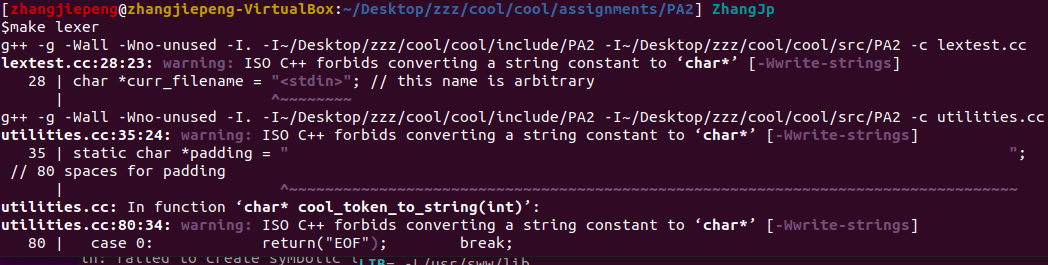 [zhangjiepeng@zhangjiepeng-VirtualBox:~/Desktop/zzz/cool/cool/assignments/PA2] ZhangJp
$make lexer
g++ -g -Wall -Wno-unused -I. -I~/Desktop/zzz/cool/cool/include/PA2 -I~/Desktop/zzz/cool/cool/src/PA2 -c lextest.cc
lextest.cc:28:23: warning: ISO C++ forbids converting a string constant to ‘char*’ [-Wwrite-strings]
28 | char *curr_filename = "<stdin>"; // this name is arbitrary
| ^~~~~~~~~
g++ -g -Wall -Wno-unused -I. -I~/Desktop/zzz/cool/cool/include/PA2 -I~/Desktop/zzz/cool/cool/src/PA2 -c utilities.cc
utilities.cc:35:24: warning: ISO C++ forbids converting a string constant to ‘char*’ [-Wwrite-strings]
35 | static char *padding = " ";
// 80 spaces for padding
| ^~~~~~~~~~~~~~~~~~~~~~~~~~~~~~~~~~~~~~~~~~~~~~~~~~~~~~~~~~~~~~~~~~~~~~~~~~~~~~~~~~
utilities.cc: In function ‘char* cool_token_to_string(int)’:
utilities.cc:80:34: warning: ISO C++ forbids converting a string constant to ‘char*’ [-Wwrite-strings]
80 | case 0: return("EOF"); break;